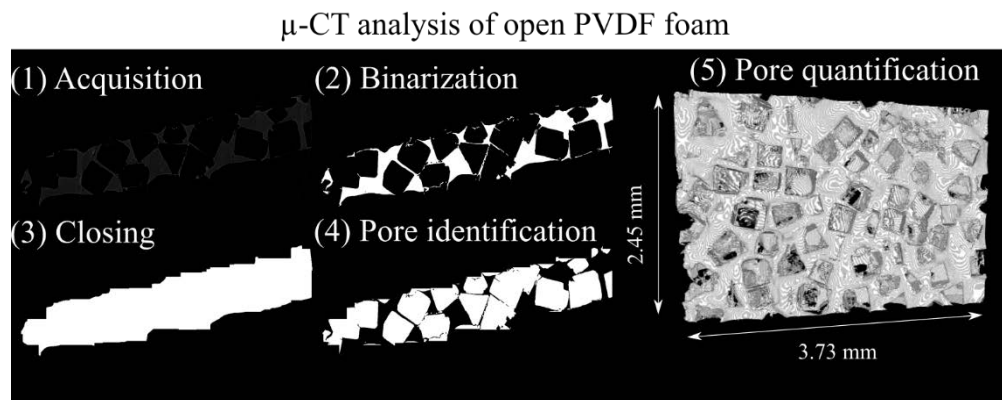 µ-CT analysis of open PVDF foam
(1) Acquisition
(2) Binarization
(3) Closing
(4) Pore identification
(5) Pore quantification
2.45 mm
3.73 mm